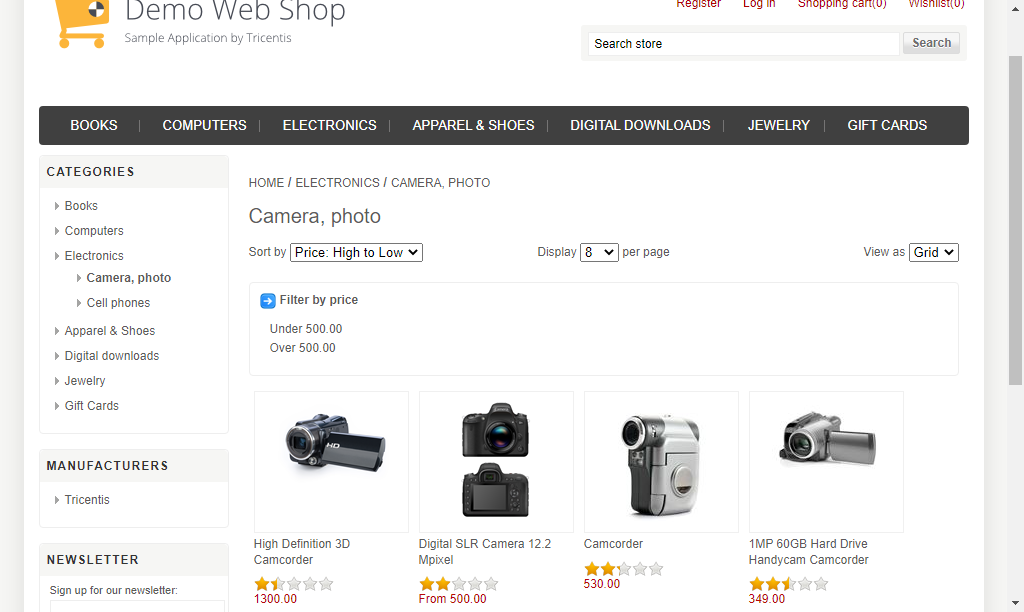 Demo Web Shop
Sample Application by Tricentis
Register Log in Shopping cart(0) Wishlist(0)
Search store Search
BOOKS COMPUTERS ELECTRONICS APPAREL & SHOES DIGITAL DOWNLOADS JEWELRY GIFT CARDS
CATEGORIES
Books
Computers
Electronics
Camera, photo
Cell phones
Apparel & Shoes
Digital downloads
Jewelry
Gift Cards
MANUFACTURERS
Tricentis
NEWSLETTER
Sign up for our newsletter:
HOME / ELECTRONICS / CAMERA, PHOTO
Camera, photo
Sort by Price: High to Low Display 8 per page View as Grid
Filter by price
Under 500.00
Over 500.00
HD
High Definition 3D
Camcorder
1300.00
Digital SLR Camera 12.2
Mpixel
From 500.00
Camcorder
530.00
1MP 60GB Hard Drive
Handycam Camcorder
349.00